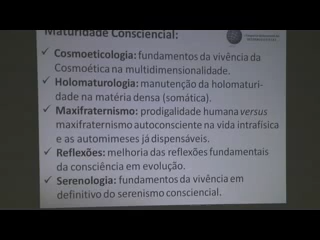 Maturidade Consciencial:
✓ Cosmoeticologia: fundamentos da vivência da
Cosmoética na multidimensionalidade.
✓ Holomaturologia: manutenção da holomaturi-
dade na matéria densa (somática).
✓ Maxifraternismo: prodigalidade humana versus
maxifraternismo autoconsciente na vida intrafísica
e as automimeses já dispensáveis.
✓ Reflexões: melhoria das reflexões fundamentais
da consciência em evolução.
✓ Serenologia: fundamentos da vivência em
definitivo do serenismo consciencial.